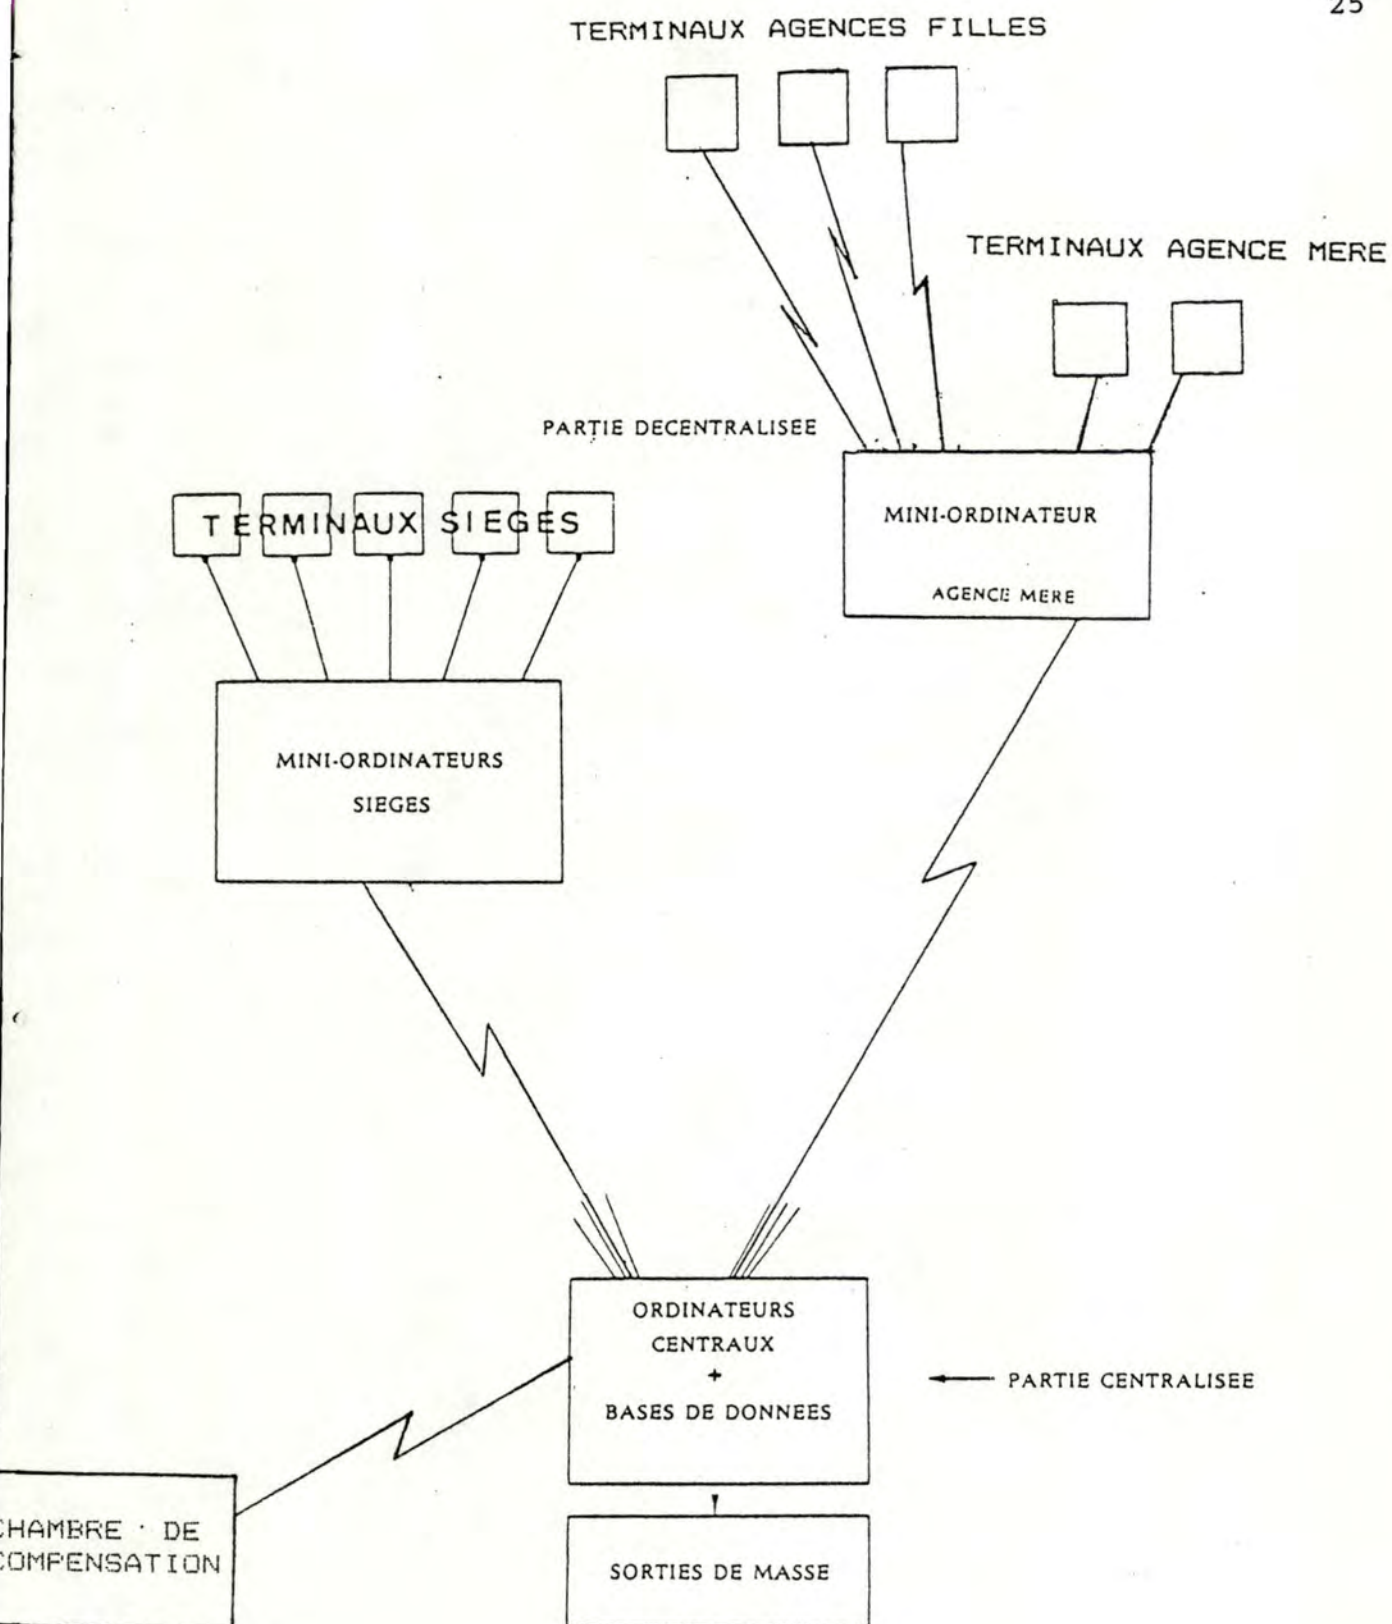 25
TERMINAUX AGENCES FILLES
TERMINAUX AGENCE MERE
PARTIE DECENTRALISEE
TERMINAUX SIEGES
MINI-ORDINATEUR
AGENCE MERE
MINI-ORDINATEURS
SIEGES
ORDINATEURS
CENTRAUX
+
BASES DE DONNEES
PARTIE CENTRALISEE
CHAMBRE DE
COMPENSATION
SORTIES DE MASSE